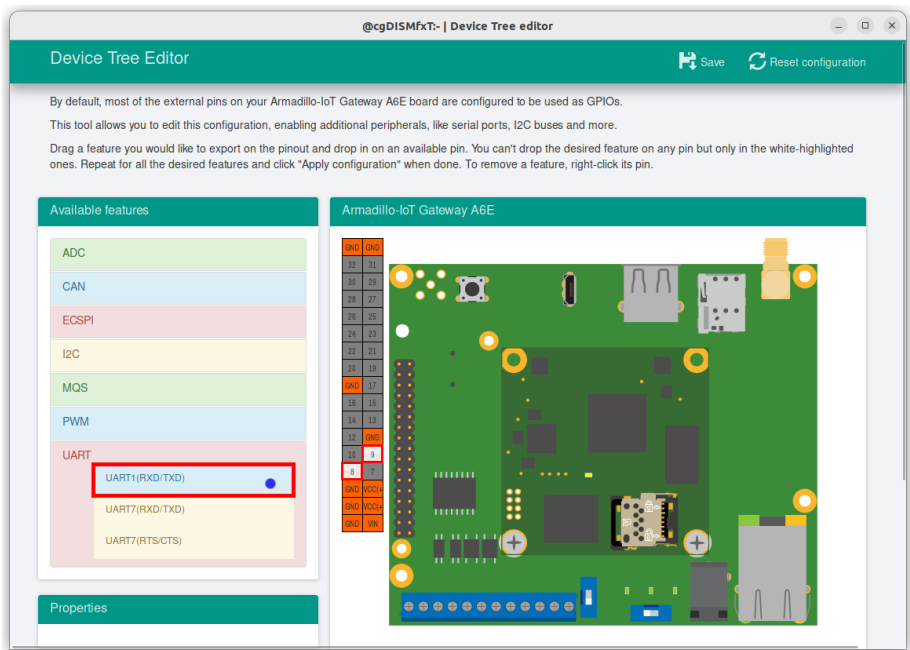 @cgDISMfxT:- | Device Tree editor
Device Tree Editor
Save
Reset configuration
By default, most of the external pins on your Armadillo-IoT Gateway A6E board are configured to be used as GPIOs.
This tool allows you to edit this configuration, enabling additional peripherals, like serial ports, I2C buses and more.
Drag a feature you would like to export on the pinout and drop in on an available pin. You can't drop the desired feature on any pin but only in the white-highlighted
ones. Repeat for all the desired features and click "Apply configuration" when done. To remove a feature, right-click its pin.
Available features
ADC
CAN
ECSPI
I2C
MQS
PWM
UART
UART1(RXD/TXD)
UART7(RXD/TXD)
UART7(RTS/CTS)
Properties
Armadillo-IoT Gateway A6E
GND GND
32 31
30 29
28 27
26 25
24 23
22 21
20 19
GND 17
16 15
14 13
12 GND
10 9
8 7
GND VCC(+
GND VCC(+
GND VIN